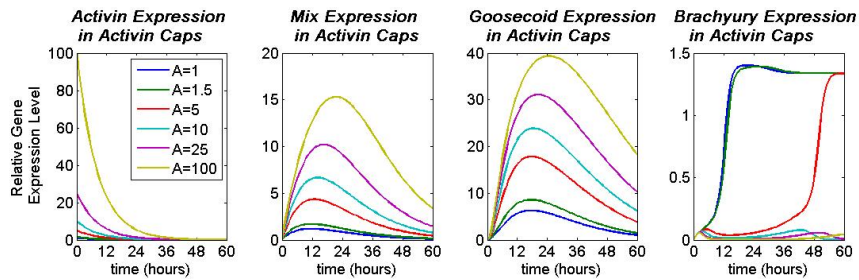 Activin Expression
in Activin Caps
Mix Expression
in Activin Caps
Goosecoid Expression
in Activin Caps
Brachyury Expression
in Activin Caps
Relative Gene
Expression Level
100
80
60
40
20
0
A=1
A=1.5
A=5
A=10
A=25
A=100
0 12 24 36 48 60
time (hours)
20
15
10
5
0
0 12 24 36 48 60
time (hours)
40
30
20
10
0
0 12 24 36 48 60
time (hours)
1.5
1
0.5
0
0 12 24 36 48 60
time (hours)